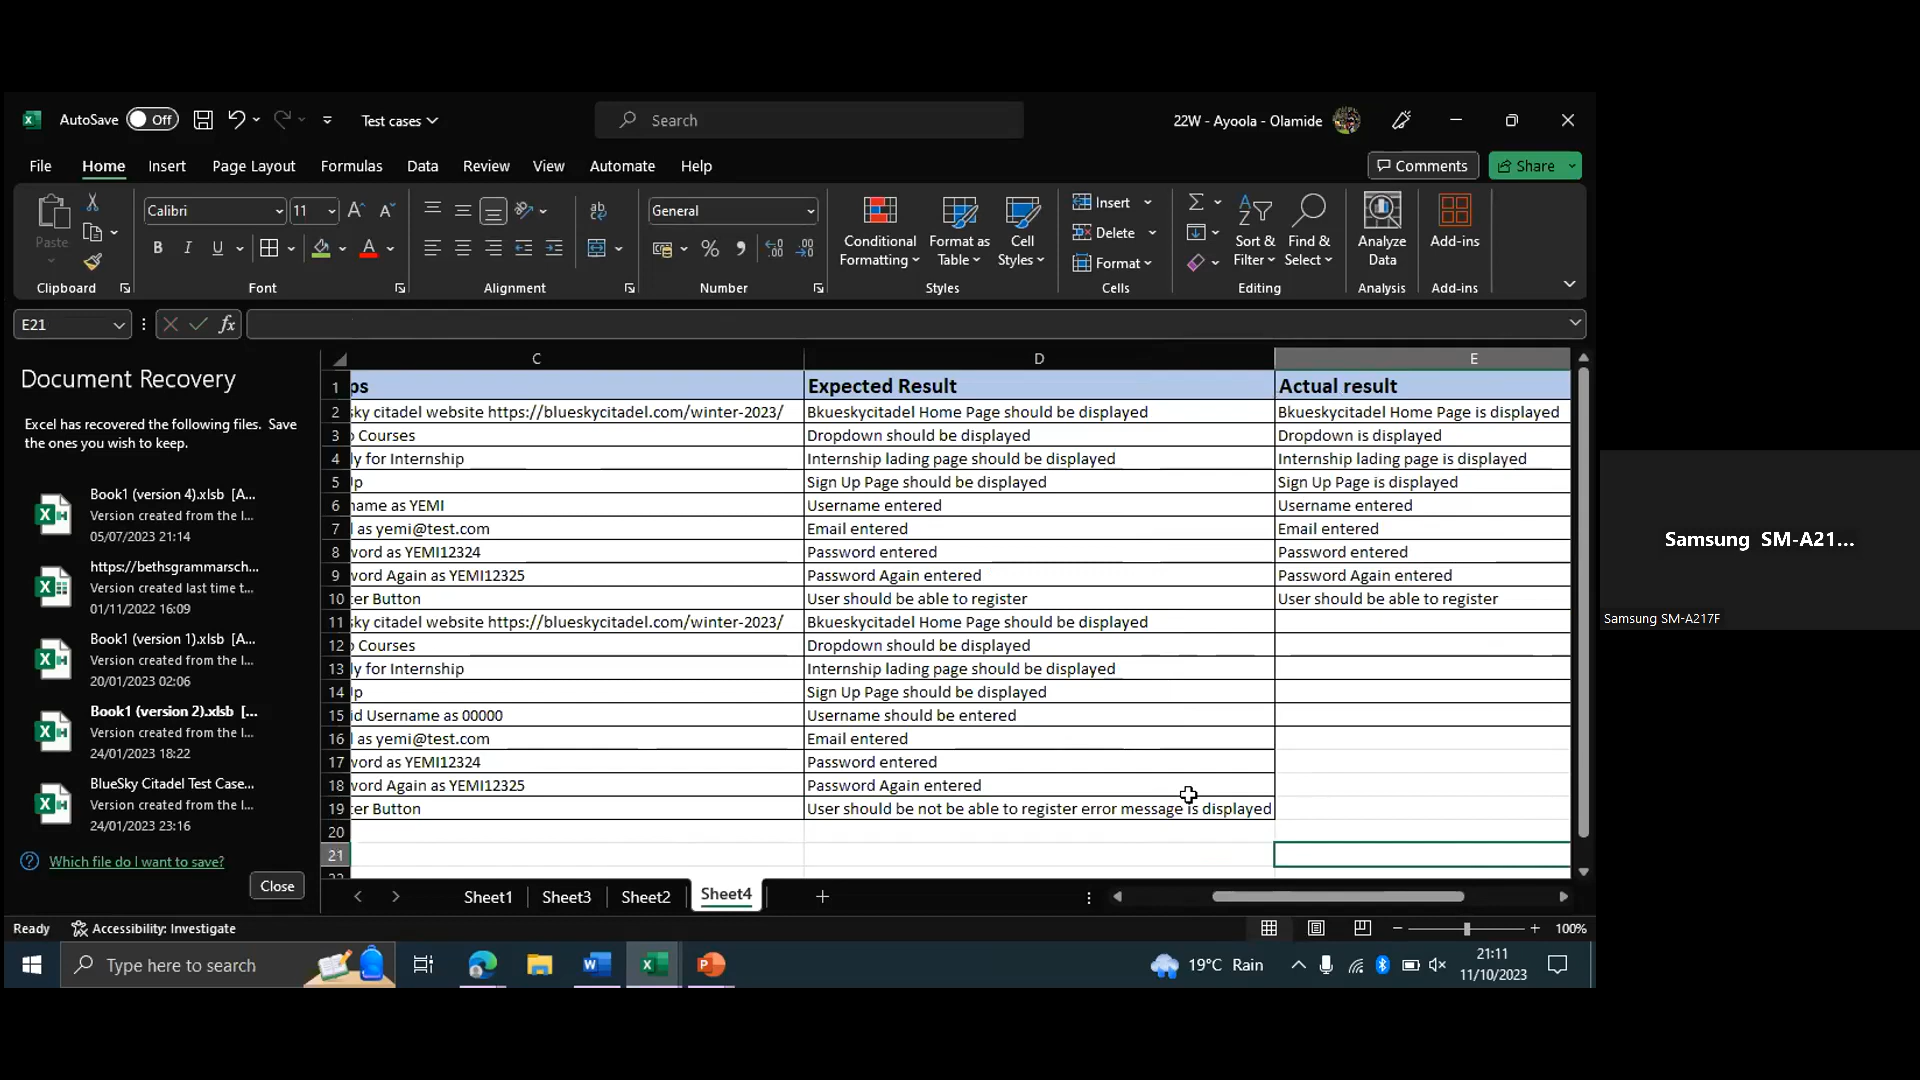 AutoSave Off Test cases Search 22W - Ayoola - Olamide
File Home Insert Page Layout Formulas Data Review View Automate Help Comments Share
Paste Calibri 11 General Conditional Formatting Format as Table Cell Styles Insert Delete Format Sort & Filter Find & Select Analyze Data Add-ins
Clipboard Font Alignment Number Styles Cells Editing Analysis Add-ins
E21 fx
Document Recovery
Excel has recovered the following files. Save
the ones you wish to keep.
Book1 (version 4).xlsb [A...
Version created from the l...
05/07/2023 21:14
https://bethsgrammarsch...
Version created last time t...
01/11/2022 16:09
Book1 (version 1).xlsb [A...
Version created from the l...
20/01/2023 02:06
Book1 (version 2).xlsb [...
Version created from the l...
24/01/2023 18:22
BlueSky Citadel Test Case...
Version created from the l...
24/01/2023 23:16
Which file do I want to save?
Close
C D E
1 ps Expected Result Actual result
2 sky citadel website https://blueskycitadel.com/winter-2023/ Bkueskycitadel Home Page should be displayed Bkueskycitadel Home Page is displayed
3 o Courses Dropdown should be displayed Dropdown is displayed
4 ly for Internship Internship lading page should be displayed Internship lading page is displayed
5 Up Sign Up Page should be displayed Sign Up Page is displayed
6 name as YEMI Username entered Username entered
7 l as yemi@test.com Email entered Email entered
8 word as YEMI12324 Password entered Password entered
9 word Again as YEMI12325 Password Again entered Password Again entered
10 ter Button User should be able to register User should be able to register
11 sky citadel website https://blueskycitadel.com/winter-2023/ Bkueskycitadel Home Page should be displayed
12 o Courses Dropdown should be displayed
13 ly for Internship Internship lading page should be displayed
14 Up Sign Up Page should be displayed
15 id Username as 00000 Username should be entered
16 l as yemi@test.com Email entered
17 word as YEMI12324 Password entered
18 word Again as YEMI12325 Password Again entered
19 ter Button User should be not be able to register error message is displayed
20
21
22
Sheet1 Sheet3 Sheet2 Sheet4
Ready Accessibility: Investigate 100%
Type here to search 19°C Rain 21:11
11/10/2023
Samsung SM-A21...
Samsung SM-A217F